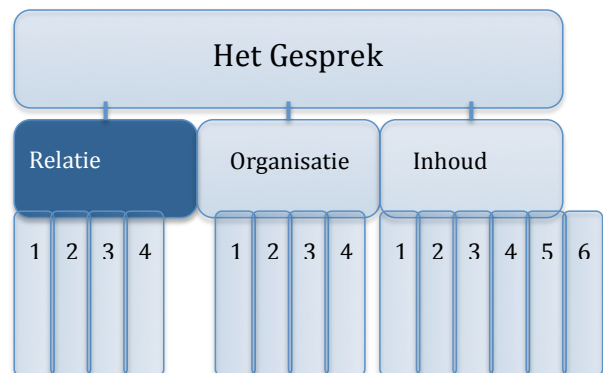 Het Gesprek
Relatie Organisatie Inhoud
1 2 3 4 1 2 3 4 1 2 3 4 5 6